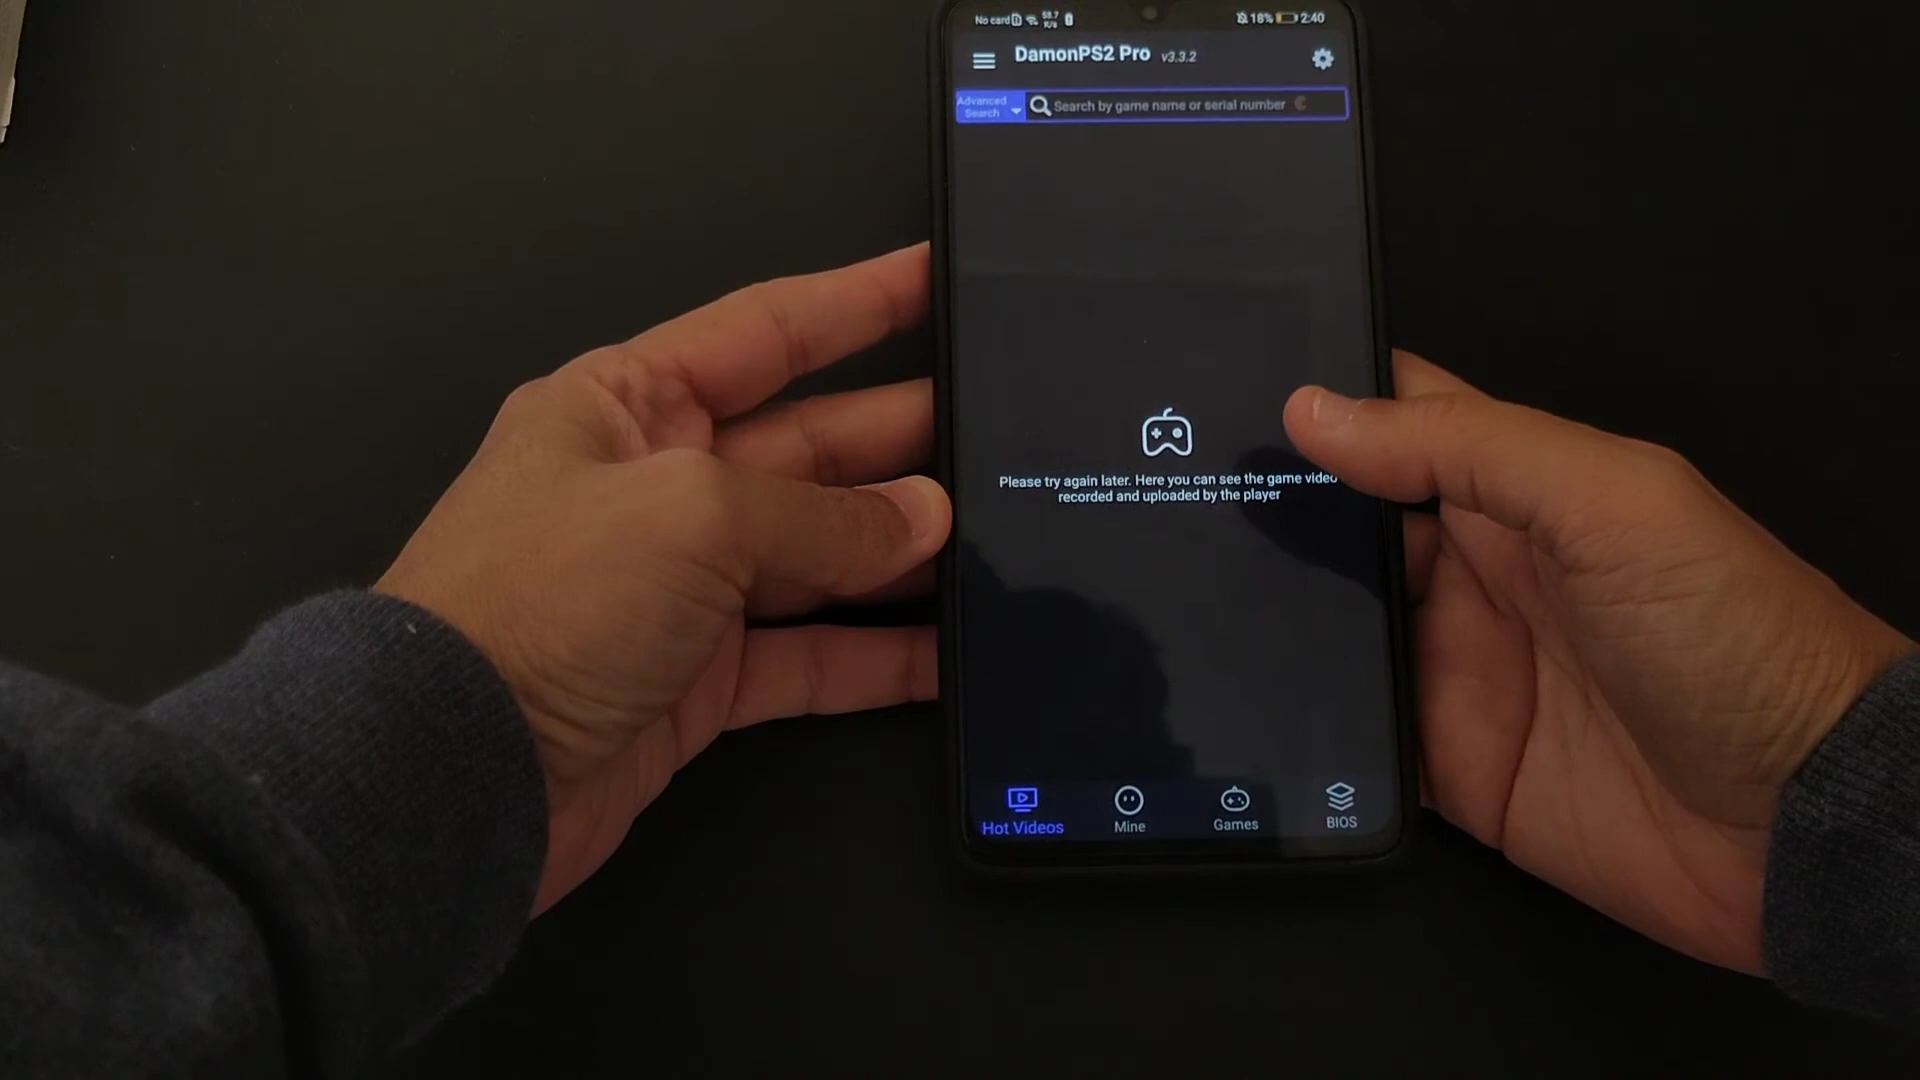 No card 58.7 K/s 18% 2:40
DamonPS2 Pro v3.3.2
Advanced
Search
Search by game name or serial number
Please try again later. Here you can see the game video
recorded and uploaded by the player
Hot Videos Mine Games BIOS